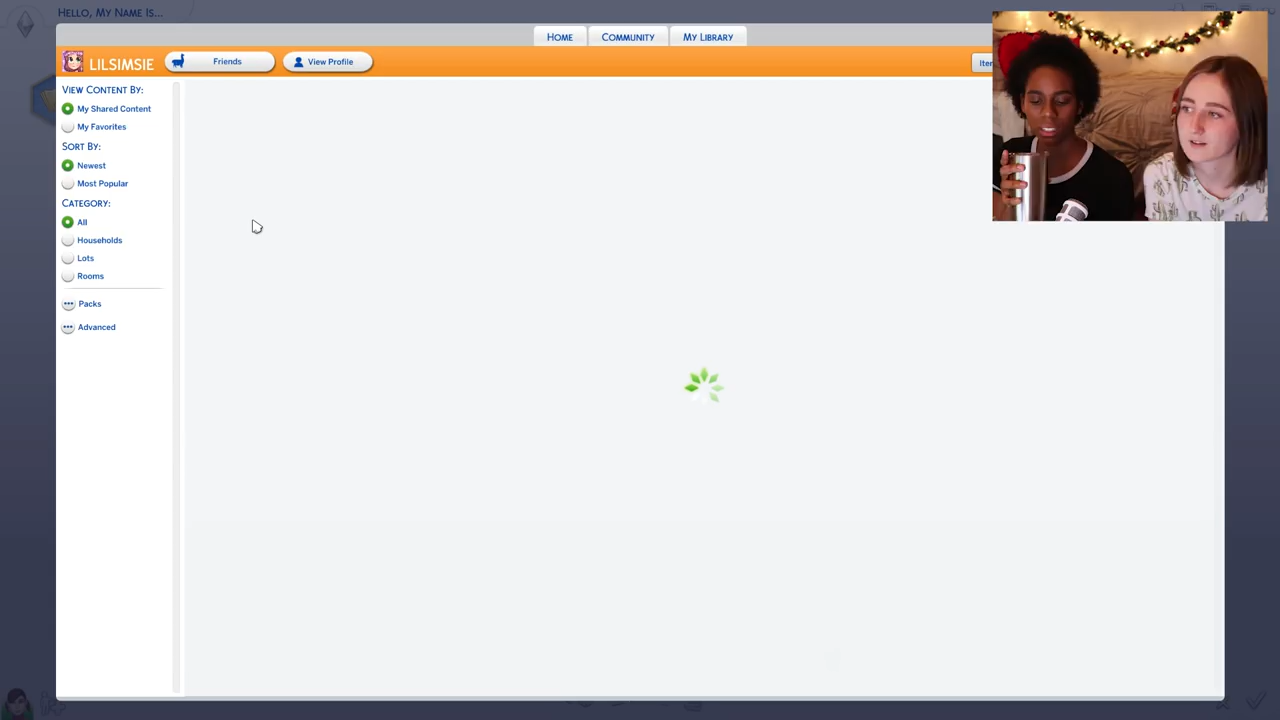 HELLO, MY NAME IS...
HOME
COMMUNITY
MY LIBRARY
LILSIMSIE
Friends
View Profile
VIEW CONTENT BY:
My Shared Content
My Favorites
SORT BY:
Newest
Most Popular
CATEGORY:
All
Households
Lots
Rooms
Packs
Advanced